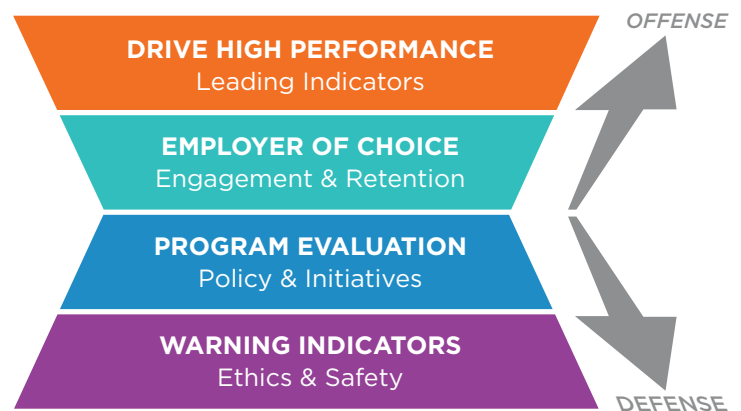 OFFENSE
DRIVE HIGH PERFORMANCE
Leading Indicators
EMPLOYER OF CHOICE
Engagement & Retention
PROGRAM EVALUATION
Policy & Initiatives
WARNING INDICATORS
Ethics & Safety
DEFENSE